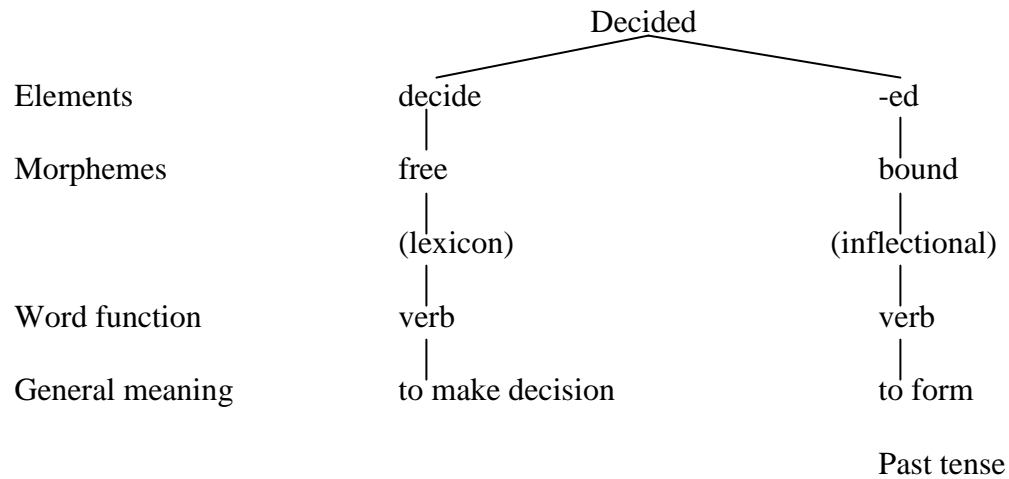 Decided
Elements decide -ed
Morphemes free bound
(lexicon) (inflectional)
Word function verb verb
General meaning to make decision to form
Past tense